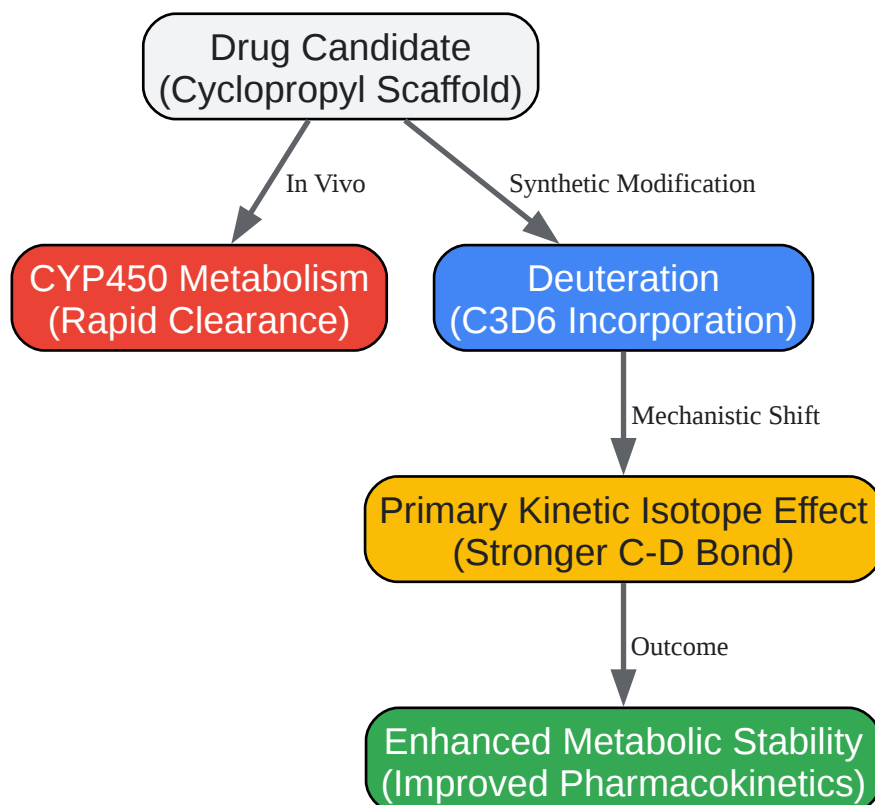 Drug Candidate
(Cyclopropyl Scaffold)
In Vivo
Synthetic Modification
CYP450 Metabolism
(Rapid Clearance)
Deuteration
(C3D6 Incorporation)
Mechanistic Shift
Primary Kinetic Isotope Effect
(Stronger C-D Bond)
Outcome
Enhanced Metabolic Stability
(Improved Pharmacokinetics)